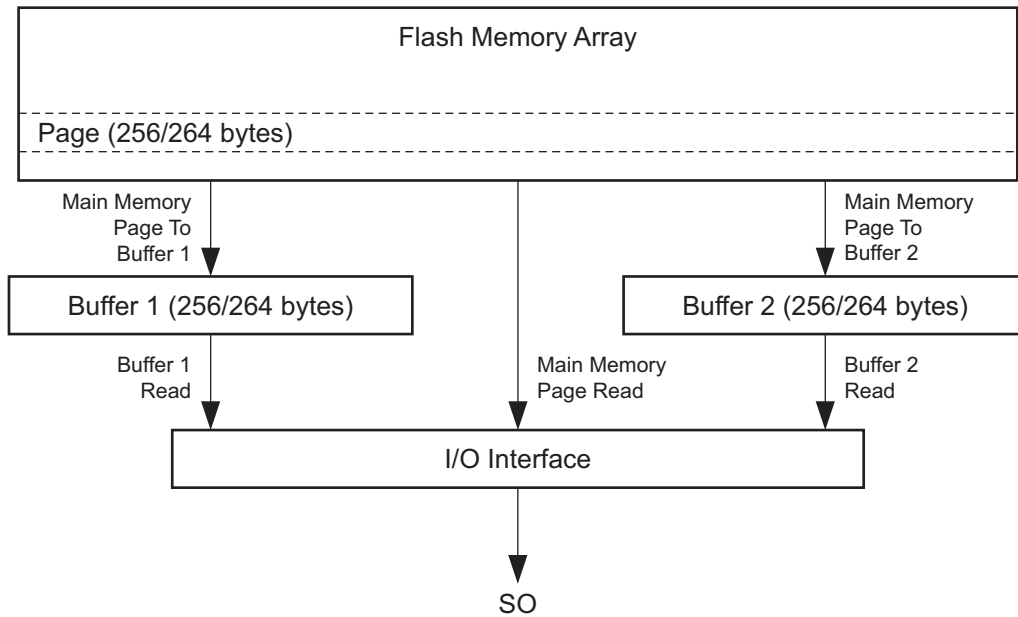 Flash Memory Array
Page (256/264 bytes)
Main Memory
Page To
Buffer 1
Main Memory
Page To
Buffer 2
Buffer 1 (256/264 bytes)
Buffer 2 (256/264 bytes)
Buffer 1
Read
Main Memory
Page Read
Buffer 2
Read
I/O Interface
SO